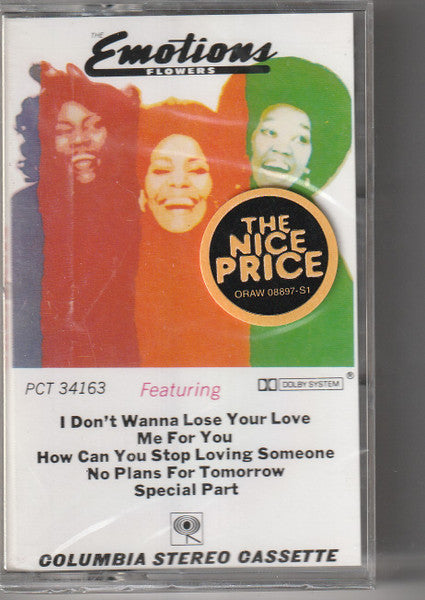 THE
Emotions
FLOWERS
THE
NICE
PRICE
ORAW 08897-S1
PCT 34163
Featuring
DOLBY SYSTEM ®
I Don't Wanna Lose Your Love
Me For You
How Can You Stop Loving Someone
No Plans For Tomorrow
Special Part
COLUMBIA STEREO CASSETTE